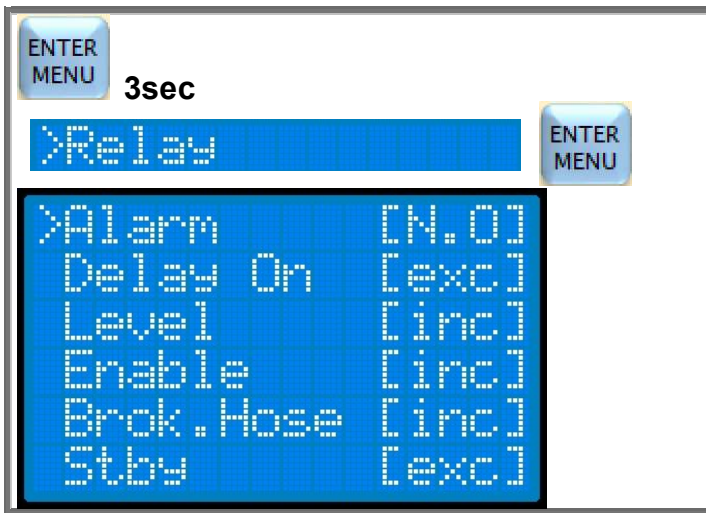 ENTER
MENU
3sec
>Relay
ENTER
MENU
>Alarm [N.O]
Delay On [exc]
Level [inc]
Enable [inc]
Brok.Hose [inc]
Stby [exc]